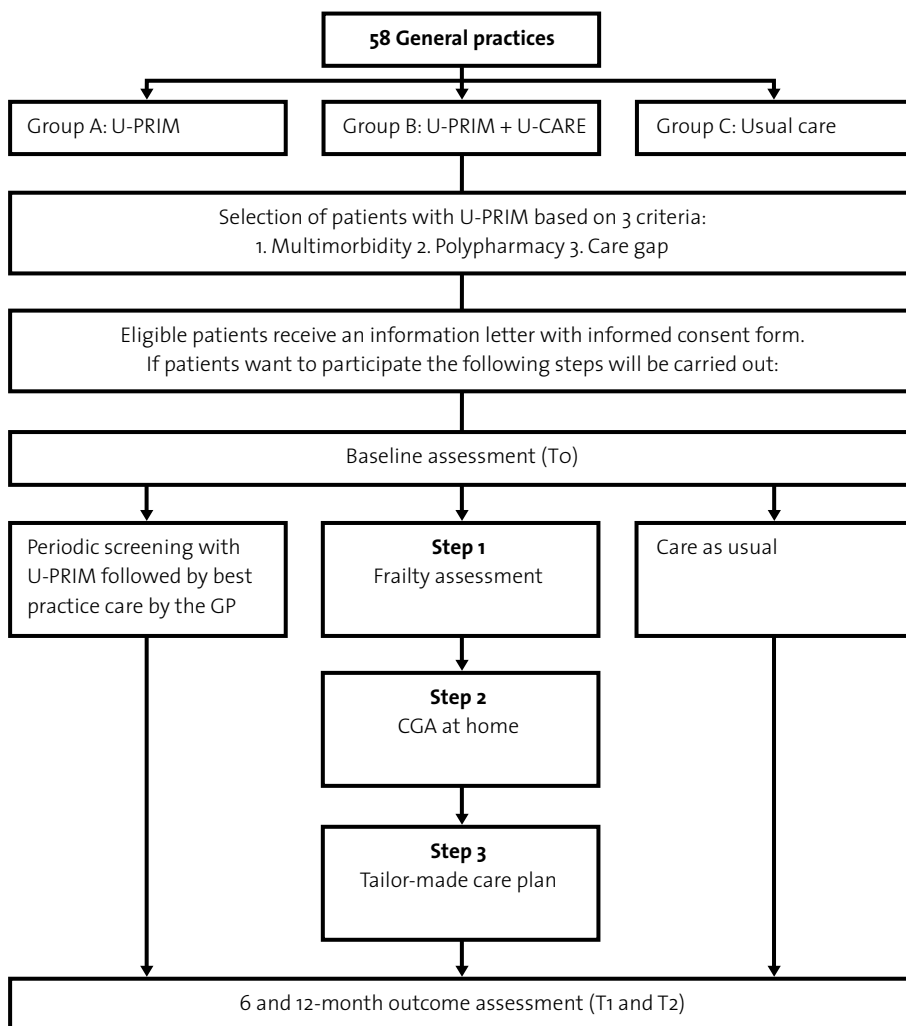 58 General practices
Group A: U-PRIM
Group B: U-PRIM + U-CARE
Group C: Usual care
Selection of patients with U-PRIM based on 3 criteria:
1. Multimorbidity 2. Polypharmacy 3. Care gap
Eligible patients receive an information letter with informed consent form.
If patients want to participate the following steps will be carried out:
Baseline assessment (T0)
Periodic screening with
U-PRIM followed by best
practice care by the GP
Step 1
Frailty assessment
Care as usual
Step 2
CGA at home
Step 3
Tailor-made care plan
6 and 12-month outcome assessment (T1 and T2)